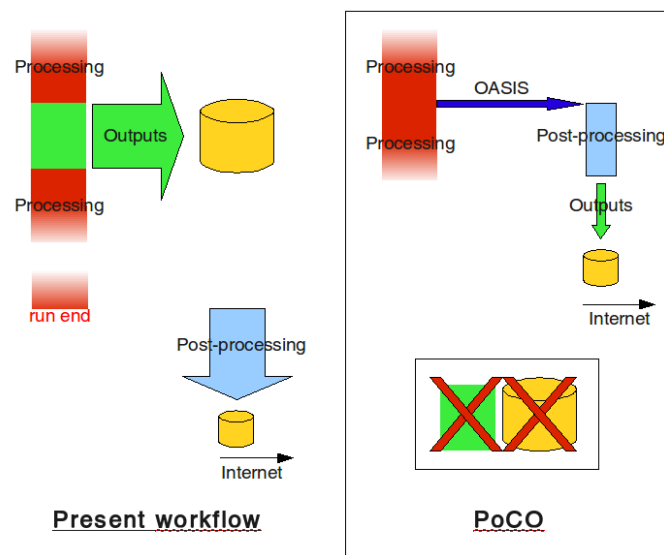 Processing
Outputs
Processing
run end
Post-processing
Internet
Present workflow
Processing
OASIS
Processing
Post-processing
Outputs
Internet
PoCO